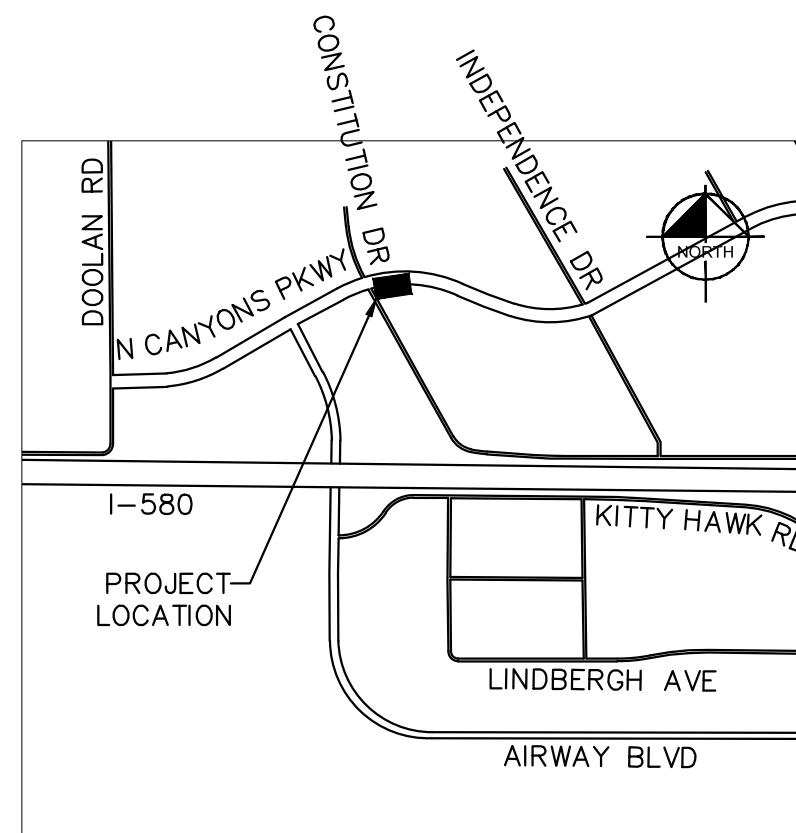 CONSTITUTION DR
INDEPENDENCE DR
DOOLAN RD
NORTH
N CANYONS PKWY
I-580
KITTY HAWK
PROJECT
LOCATION
LINDBERGH AVE
AIRWAY BLVD